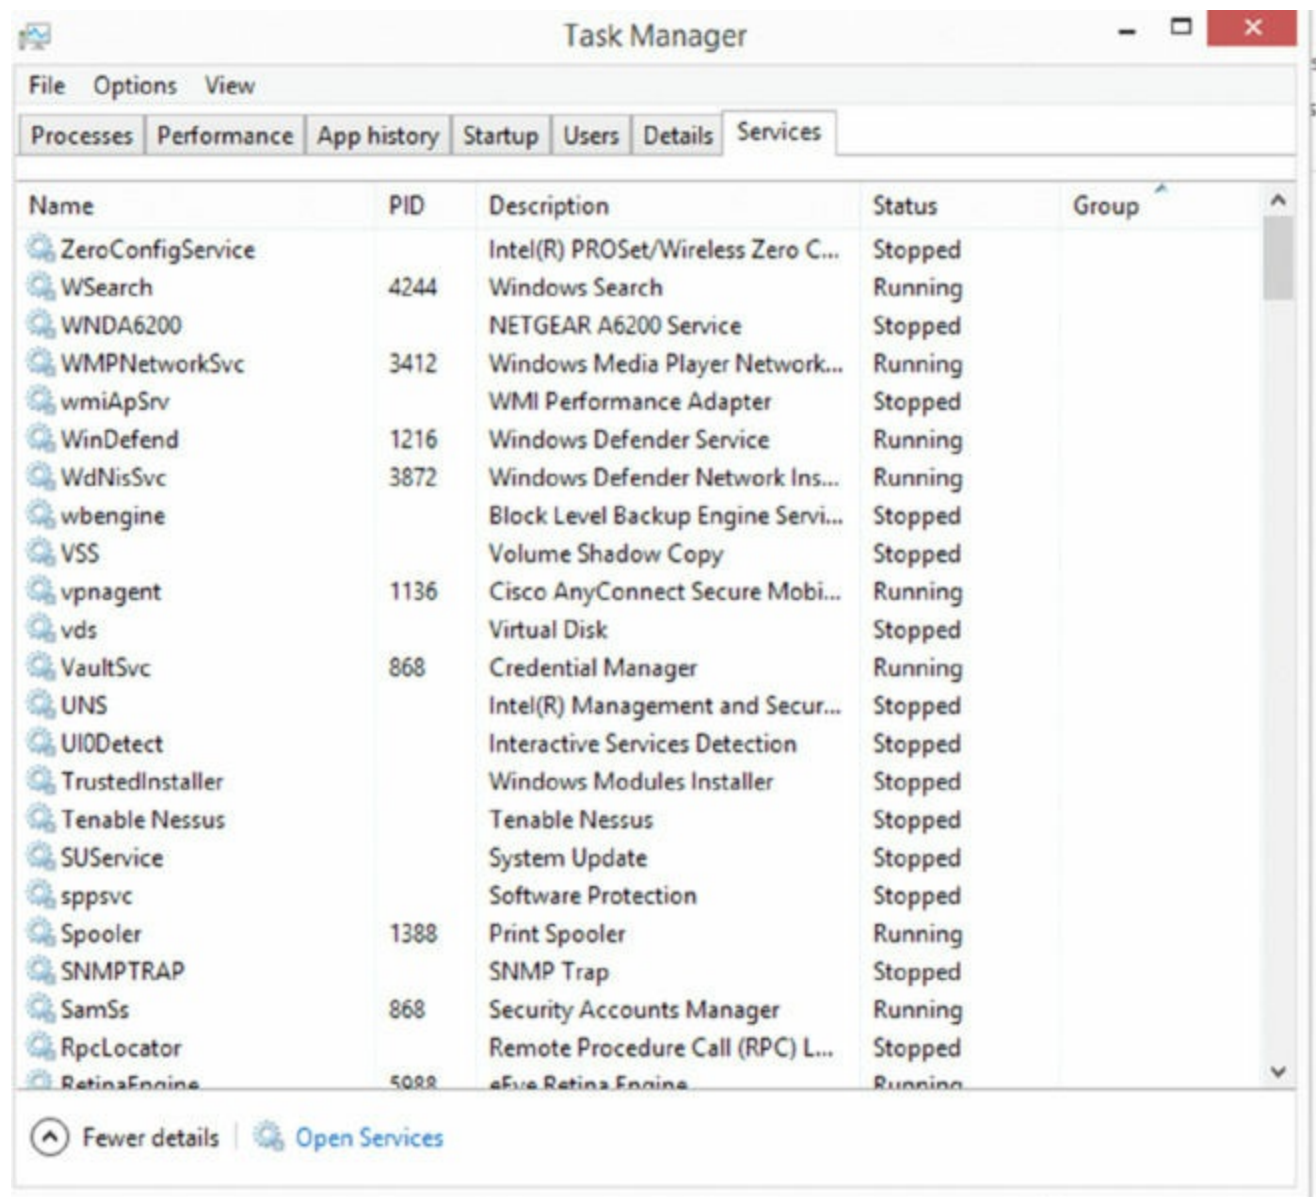 Task Manager
File Options View
Processes Performance App history Startup Users Details Services
Name PID Description Status Group
ZeroConfigService Intel(R) PROSet/Wireless Zero C... Stopped
WSearch 4244 Windows Search Running
WNDA6200 NETGEAR A6200 Service Stopped
WMPNetworkSvc 3412 Windows Media Player Network... Running
wmiApSrv WMI Performance Adapter Stopped
WinDefend 1216 Windows Defender Service Running
WdNisSvc 3872 Windows Defender Network Ins... Running
wbengine Block Level Backup Engine Servi... Stopped
VSS Volume Shadow Copy Stopped
vpnagent 1136 Cisco AnyConnect Secure Mobi... Running
vds Virtual Disk Stopped
VaultSvc 868 Credential Manager Running
UNS Intel(R) Management and Secur... Stopped
UI0Detect Interactive Services Detection Stopped
TrustedInstaller Windows Modules Installer Stopped
Tenable Nessus Tenable Nessus Stopped
SUService System Update Stopped
sppsvc Software Protection Stopped
Spooler 1388 Print Spooler Running
SNMPTRAP SNMP Trap Stopped
SamSs 868 Security Accounts Manager Running
RpcLocator Remote Procedure Call (RPC) L... Stopped
RetinaEngine 5988 eEye Retina Engine Running
Fewer details Open Services